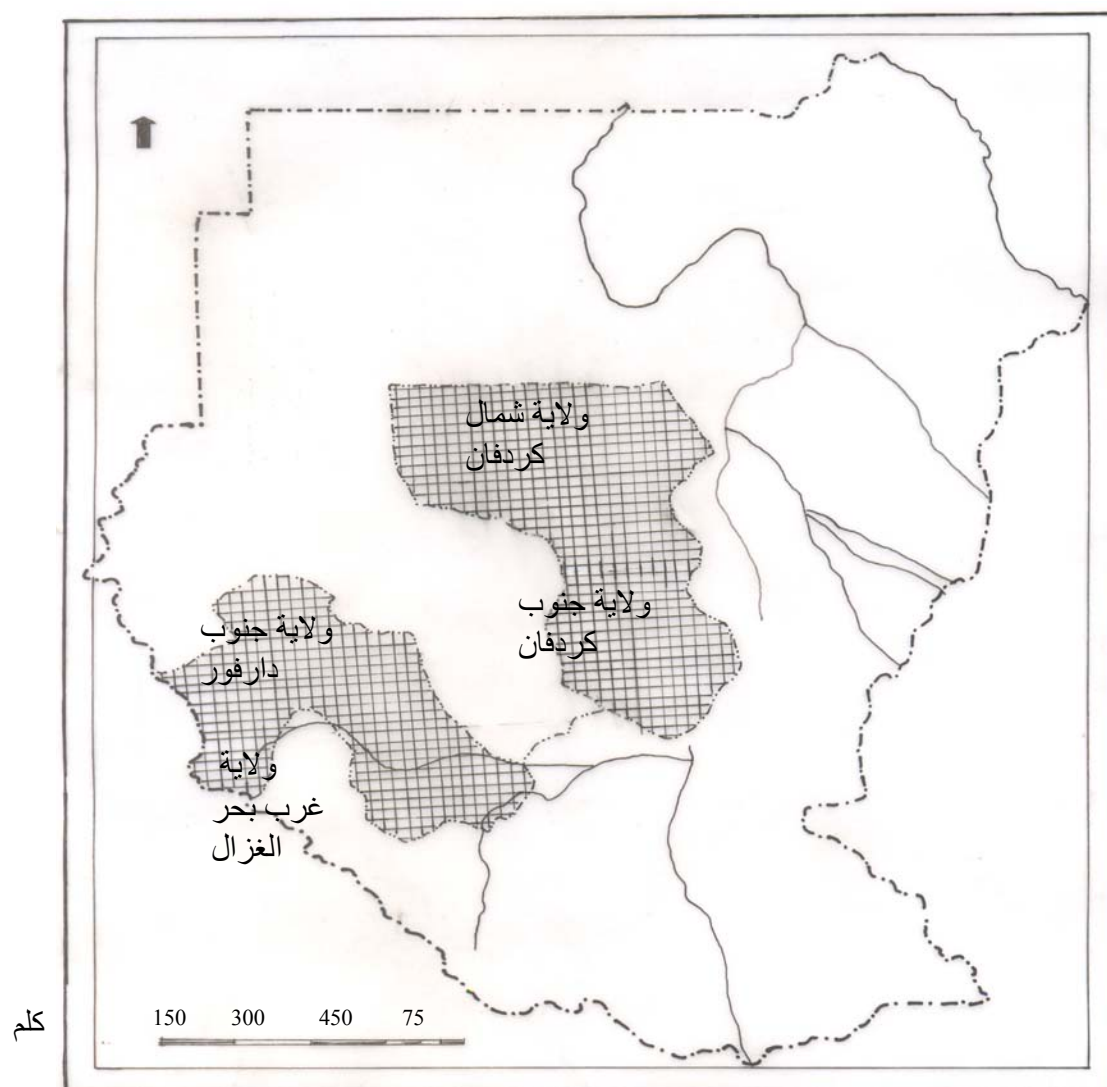 ولاية شمال
كردفان
ولاية جنوب
كردفان
ولاية جنوب
دارفور
ولاية
غرب بحر
الغزال
150 300 450 75
كلم